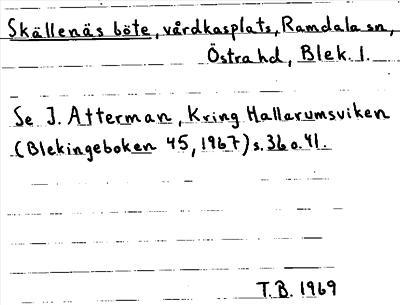 Skällenäs böte, vårdkasplats, Ramdala sn,
Östra hd, Blek. l.
Se I. Atterman, Kring Hallarumsviken
(Blekingeboken 45, 1967) s. 36 o. 41.
T.B. 1969